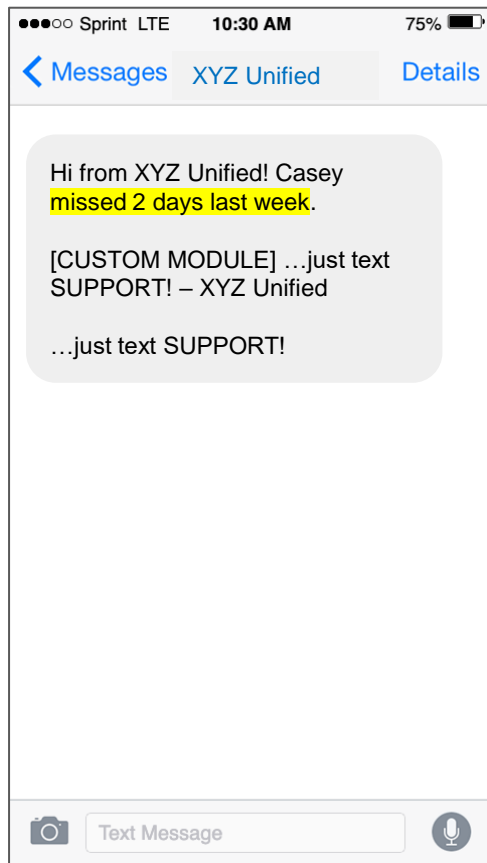 Sprint LTE 10:30 AM 75%
Messages XYZ Unified Details
Hi from XYZ Unified! Casey
missed 2 days last week.
[CUSTOM MODULE] …just text
SUPPORT! – XYZ Unified
…just text SUPPORT!
Text Message